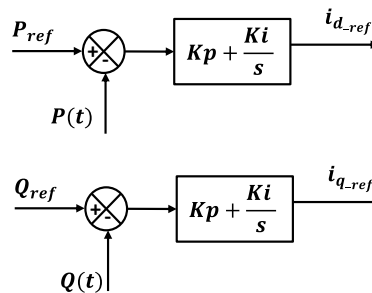 P_ref
+
-
Kp + Ki/s
i_d_ref
P(t)
Q_ref
+
-
Kp + Ki/s
i_q_ref
Q(t)